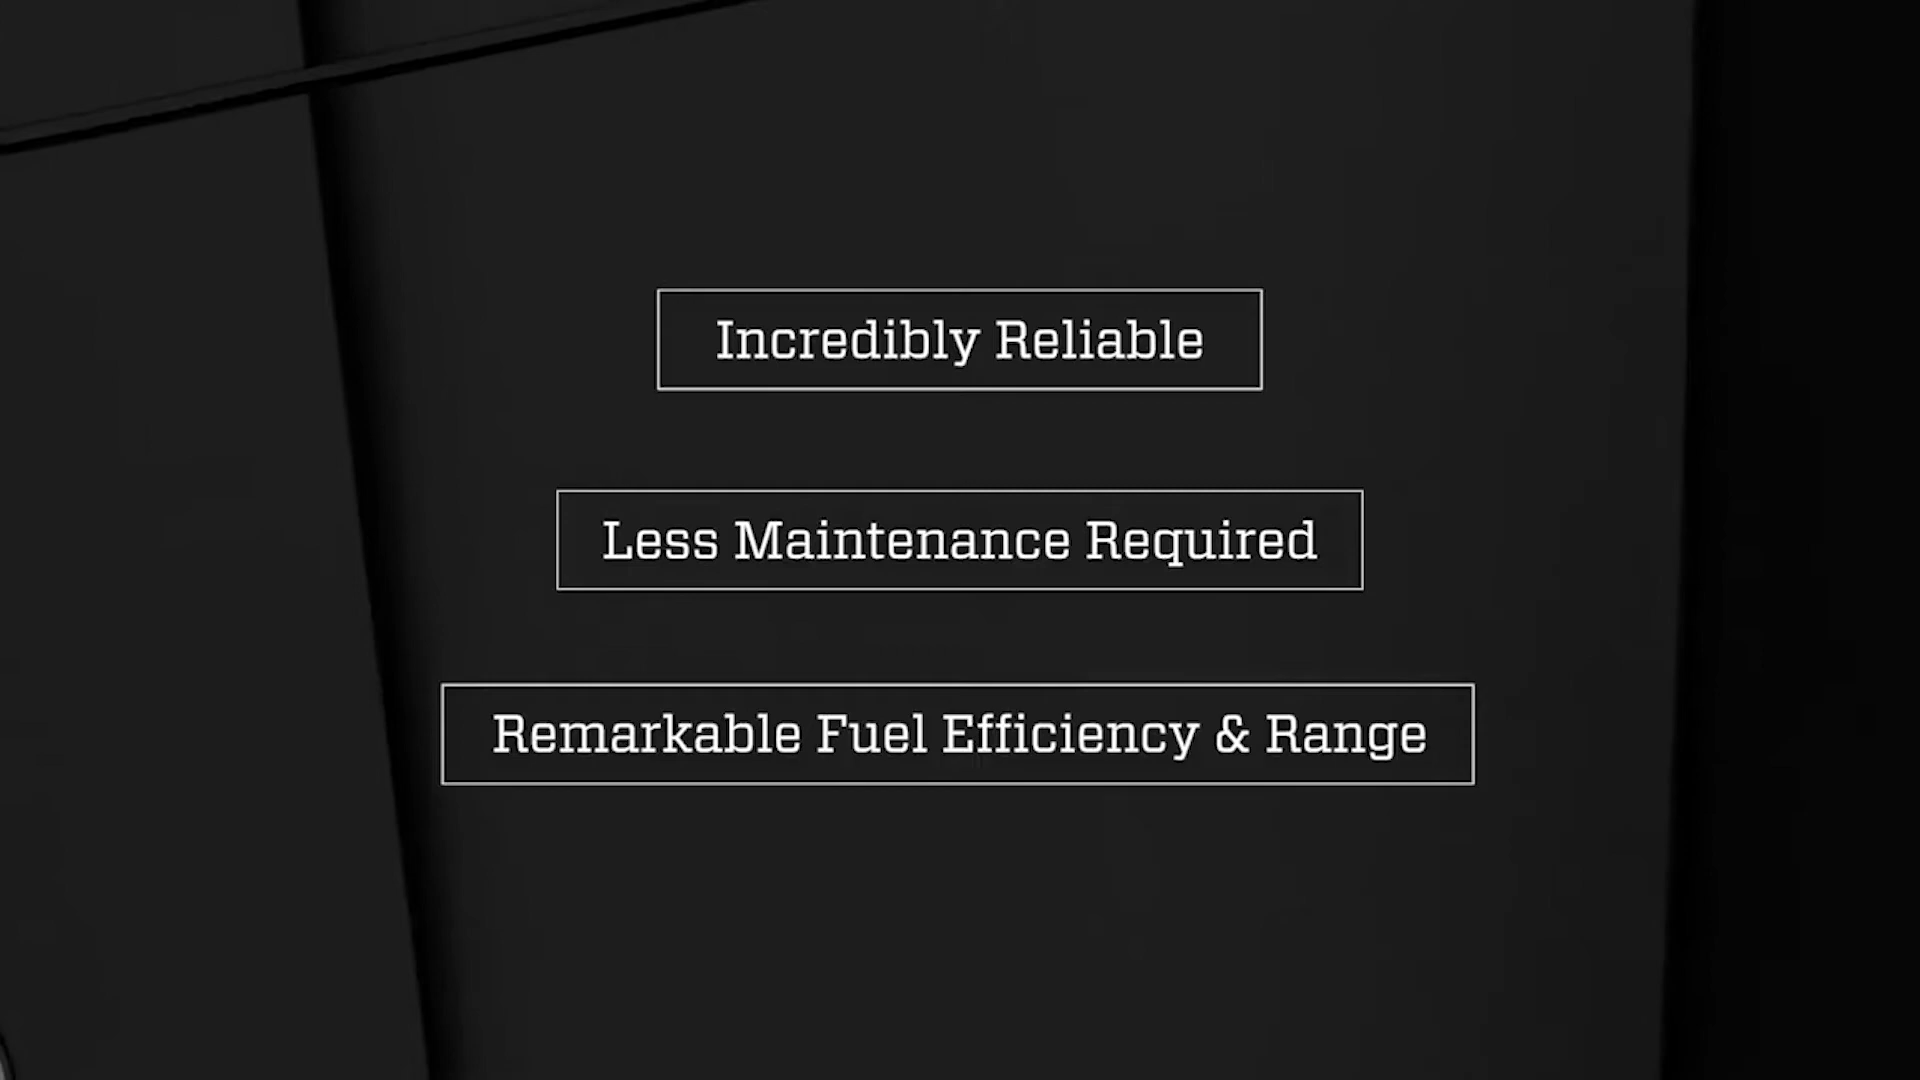 Incredibly Reliable
Less Maintenance Required
Remarkable Fuel Efficiency & Range